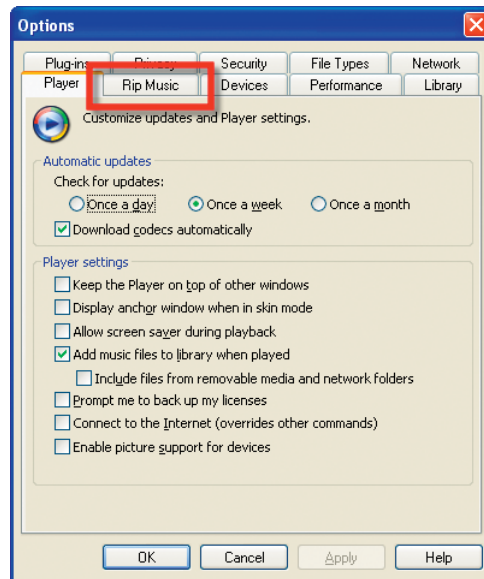 Options
Plug-ins Privacy Security File Types Network
Player Rip Music Devices Performance Library
Customize updates and Player settings.
Automatic updates
Check for updates:
Once a day Once a week Once a month
Download codecs automatically
Player settings
Keep the Player on top of other windows
Display anchor window when in skin mode
Allow screen saver during playback
Add music files to library when played
Include files from removable media and network folders
Prompt me to back up my licenses
Connect to the Internet (overrides other commands)
Enable picture support for devices
OK Cancel Apply Help